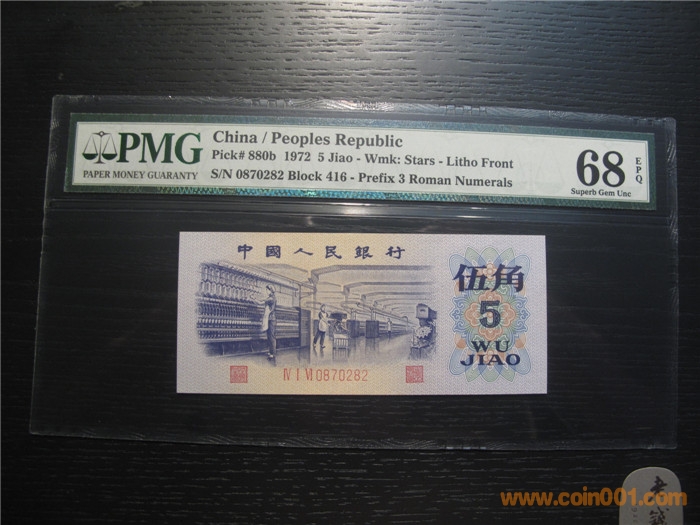 PMG
PAPER MONEY GUARANTY
China / Peoples Republic
Pick# 880b 1972 5 Jiao - Wmk: Stars - Litho Front
S/N 0870282 Block 416 - Prefix 3 Roman Numerals
68
EPQ
Superb Gem Unc
中國人民銀行
伍角
5
WU
JIAO
Ⅳ Ⅰ Ⅵ 0870282
www.coin001.com